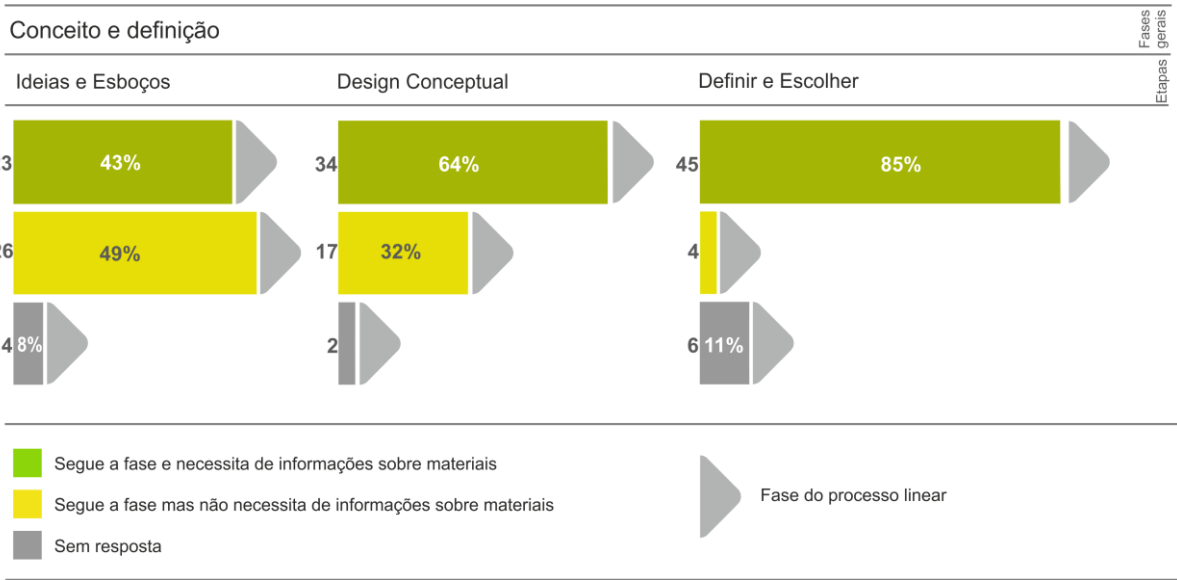 Conceito e definição
Fases gerais
Ideias e Esboços
Design Conceptual
Definir e Escolher
Etapas
43%
34 64%
45 85%
49%
17 32%
4
4 8%
2
6 11%
Segue a fase e necessita de informações sobre materiais
Segue a fase mas não necessita de informações sobre materiais
Sem resposta
Fase do processo linear